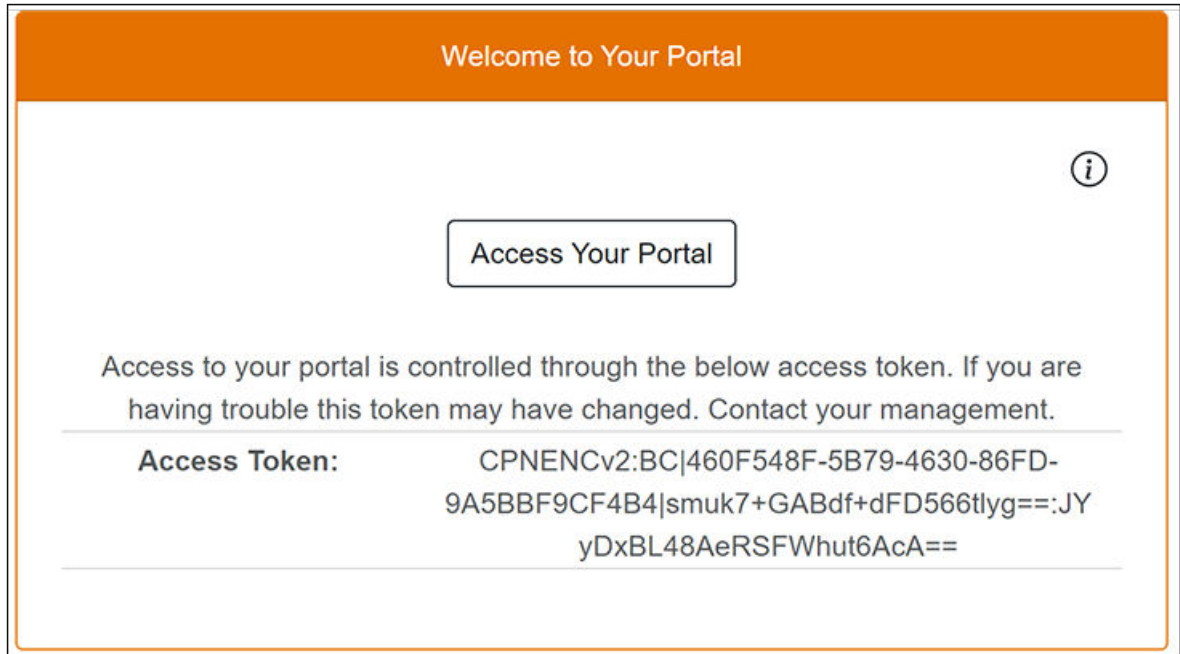 Welcome to Your Portal
Access Your Portal
Access to your portal is controlled through the below access token. If you are
having trouble this token may have changed. Contact your management.
Access Token:
CPNENCv2:BC|460F548F-5B79-4630-86FD-
9A5BBF9CF4B4|smuk7+GABdf+dFD566tlyg==:JY
yDxBL48AeRSFWhut6AcA==